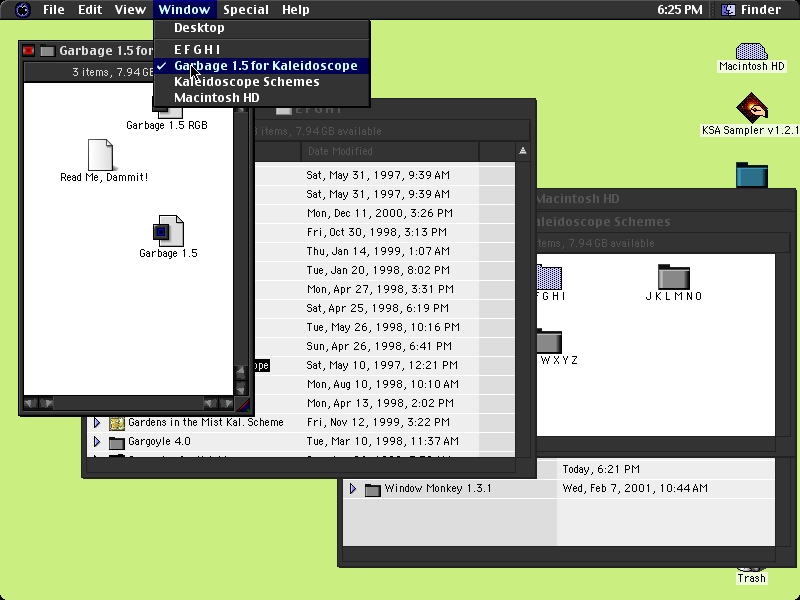 File Edit View Window Special Help 6:25 PM Finder
Desktop
E F G H I
✓ Garbage 1.5 for Kaleidoscope
Kaleidoscope Schemes
Macintosh HD
Garbage 1.5 for
3 items, 7.94 GB
Garbage 1.5 RGB
Read Me, Dammit!
Garbage 1.5
E F G H I
items, 7.94 GB available
Date Modified
Sat, May 31, 1997, 9:39 AM
Sat, May 31, 1997, 9:39 AM
Mon, Dec 11, 2000, 3:26 PM
Fri, Oct 30, 1998, 3:13 PM
Thu, Jan 14, 1999, 1:07 AM
Tue, Jan 20, 1998, 8:02 PM
Mon, Apr 27, 1998, 3:31 PM
Sat, Apr 25, 1998, 6:19 PM
Tue, May 26, 1998, 10:16 PM
Sun, Apr 26, 1998, 6:41 PM
ope Sat, May 10, 1997, 12:21 PM
Mon, Aug 10, 1998, 10:10 AM
Mon, Apr 13, 1998, 2:02 PM
Gardens in the Mist Kal. Scheme Fri, Nov 12, 1999, 3:22 PM
Gargoyle 4.0 Tue, Mar 10, 1998, 11:37 AM
Macintosh HD
KSA Sampler v1.2.1
Macintosh HD
aleidoscope Schemes
tems, 7.94 GB available
F G H I
J K L M N O
W X Y Z
Today, 6:21 PM
Window Monkey 1.3.1 Wed, Feb 7, 2001, 10:44 AM
Trash